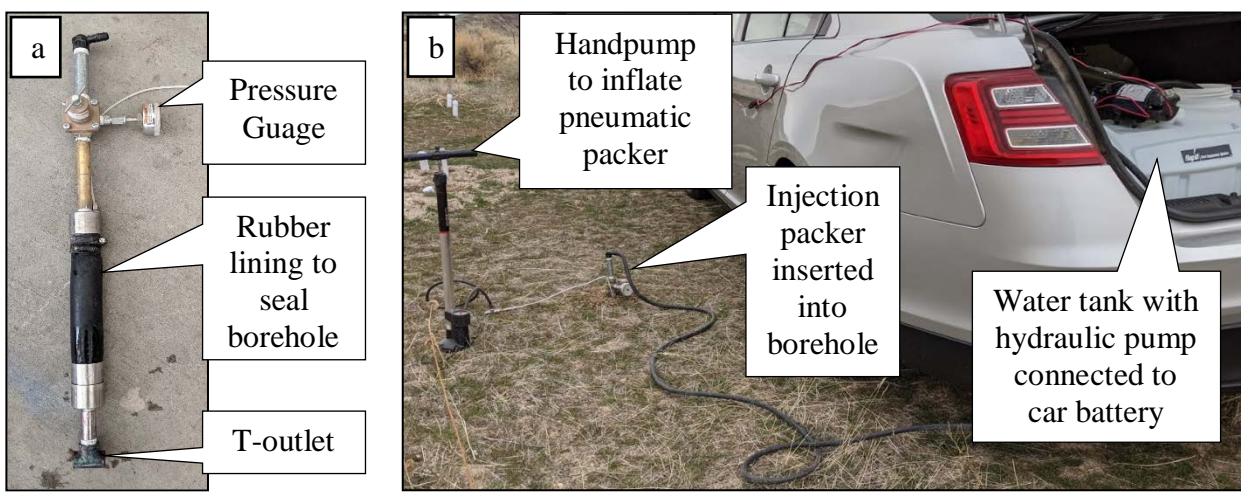 a
Pressure
Guage
Rubber
lining to
seal
borehole
T-outlet
b
Handpump
to inflate
pneumatic
packer
Injection
packer
inserted
into
borehole
Water tank with
hydraulic pump
connected to
car battery